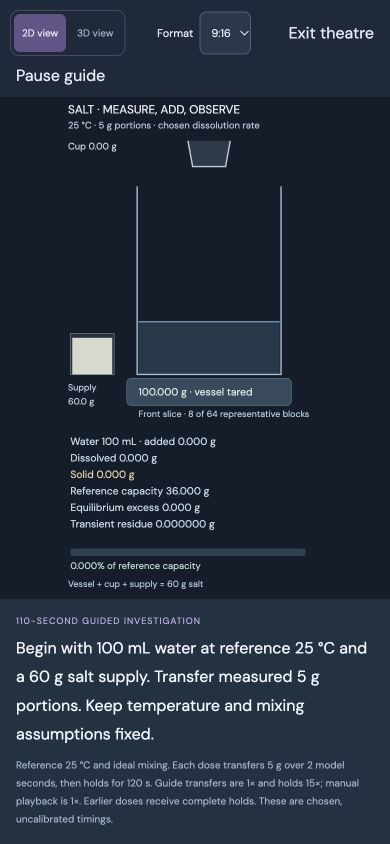 2D view
3D view
Format
9:16
Exit theatre
Pause guide
SALT · MEASURE, ADD, OBSERVE
25 °C · 5 g portions · chosen dissolution rate
Cup 0.00 g
Supply
60.0 g
100.000 g · vessel tared
Front slice · 8 of 64 representative blocks
Water 100 mL · added 0.000 g
Dissolved 0.000 g
Solid 0.000 g
Reference capacity 36.000 g
Equilibrium excess 0.000 g
Transient residue 0.000000 g
0.000% of reference capacity
Vessel + cup + supply = 60 g salt
110-SECOND GUIDED INVESTIGATION
Begin with 100 mL water at reference 25 °C and
a 60 g salt supply. Transfer measured 5 g
portions. Keep temperature and mixing
assumptions fixed.
Reference 25 °C and ideal mixing. Each dose transfers 5 g over 2 model
seconds, then holds for 120 s. Guide transfers are 1× and holds 15×; manual
playback is 1×. Earlier doses receive complete holds. These are chosen,
uncalibrated timings.